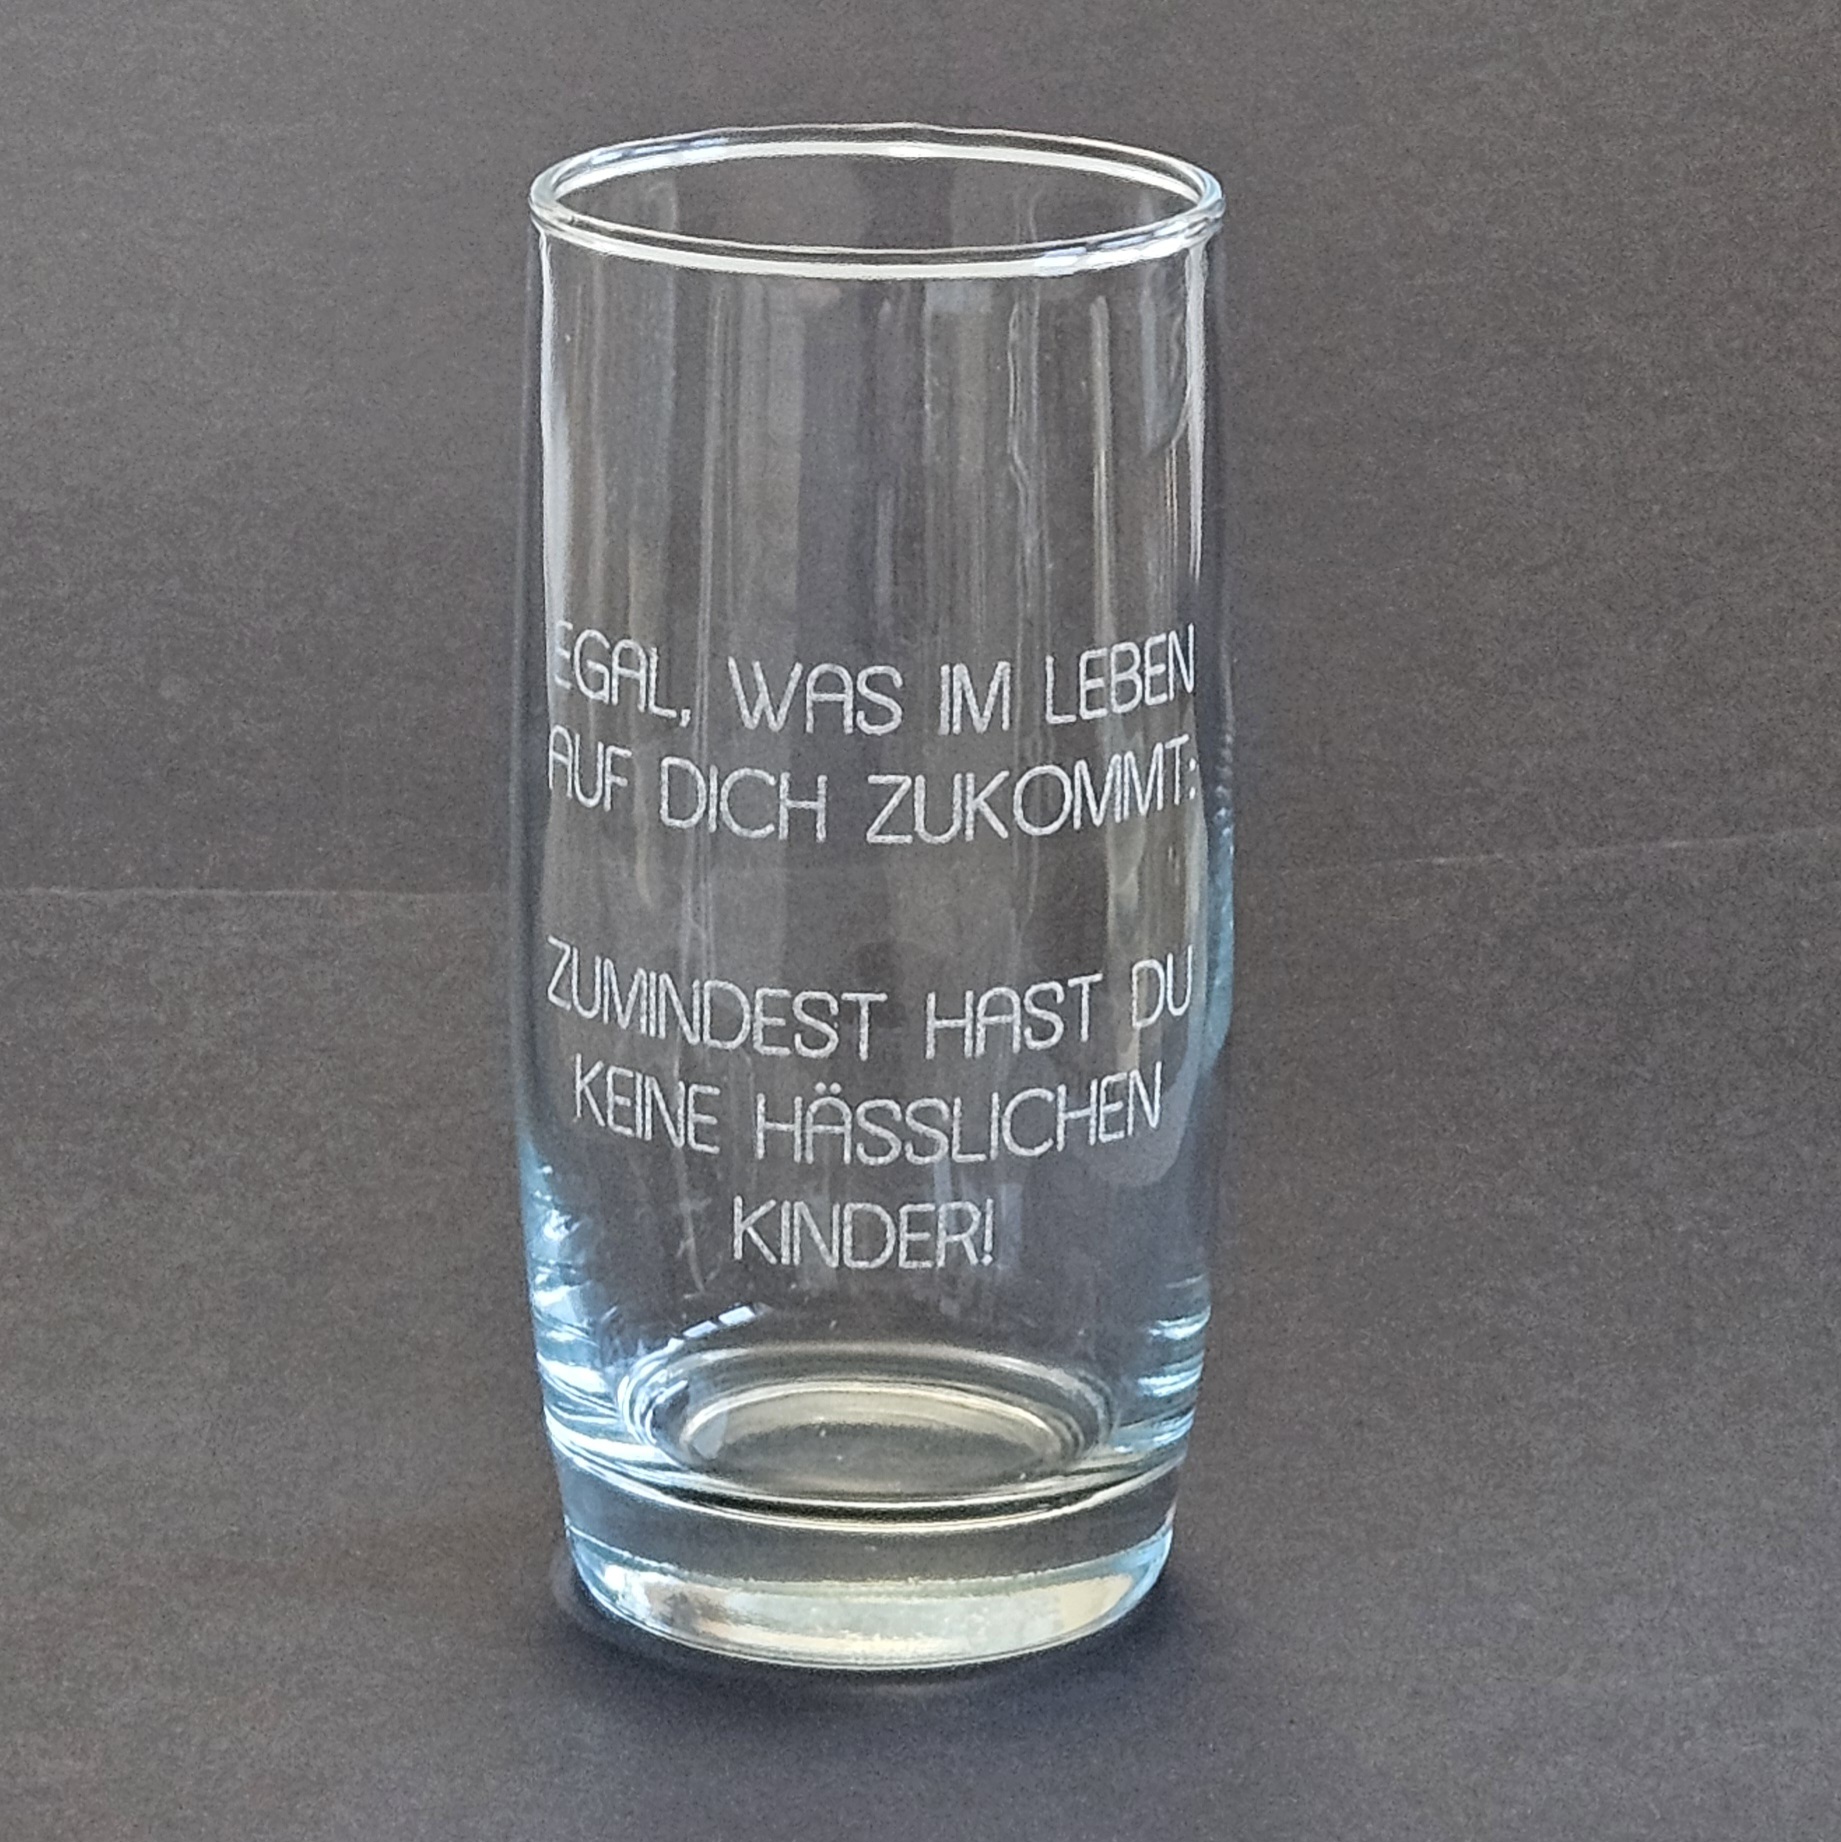 EGAL, WAS IM LEBEN
AUF DICH ZUKOMMT:
ZUMINDEST HAST DU
KEINE HÄSSLICHEN
KINDER!